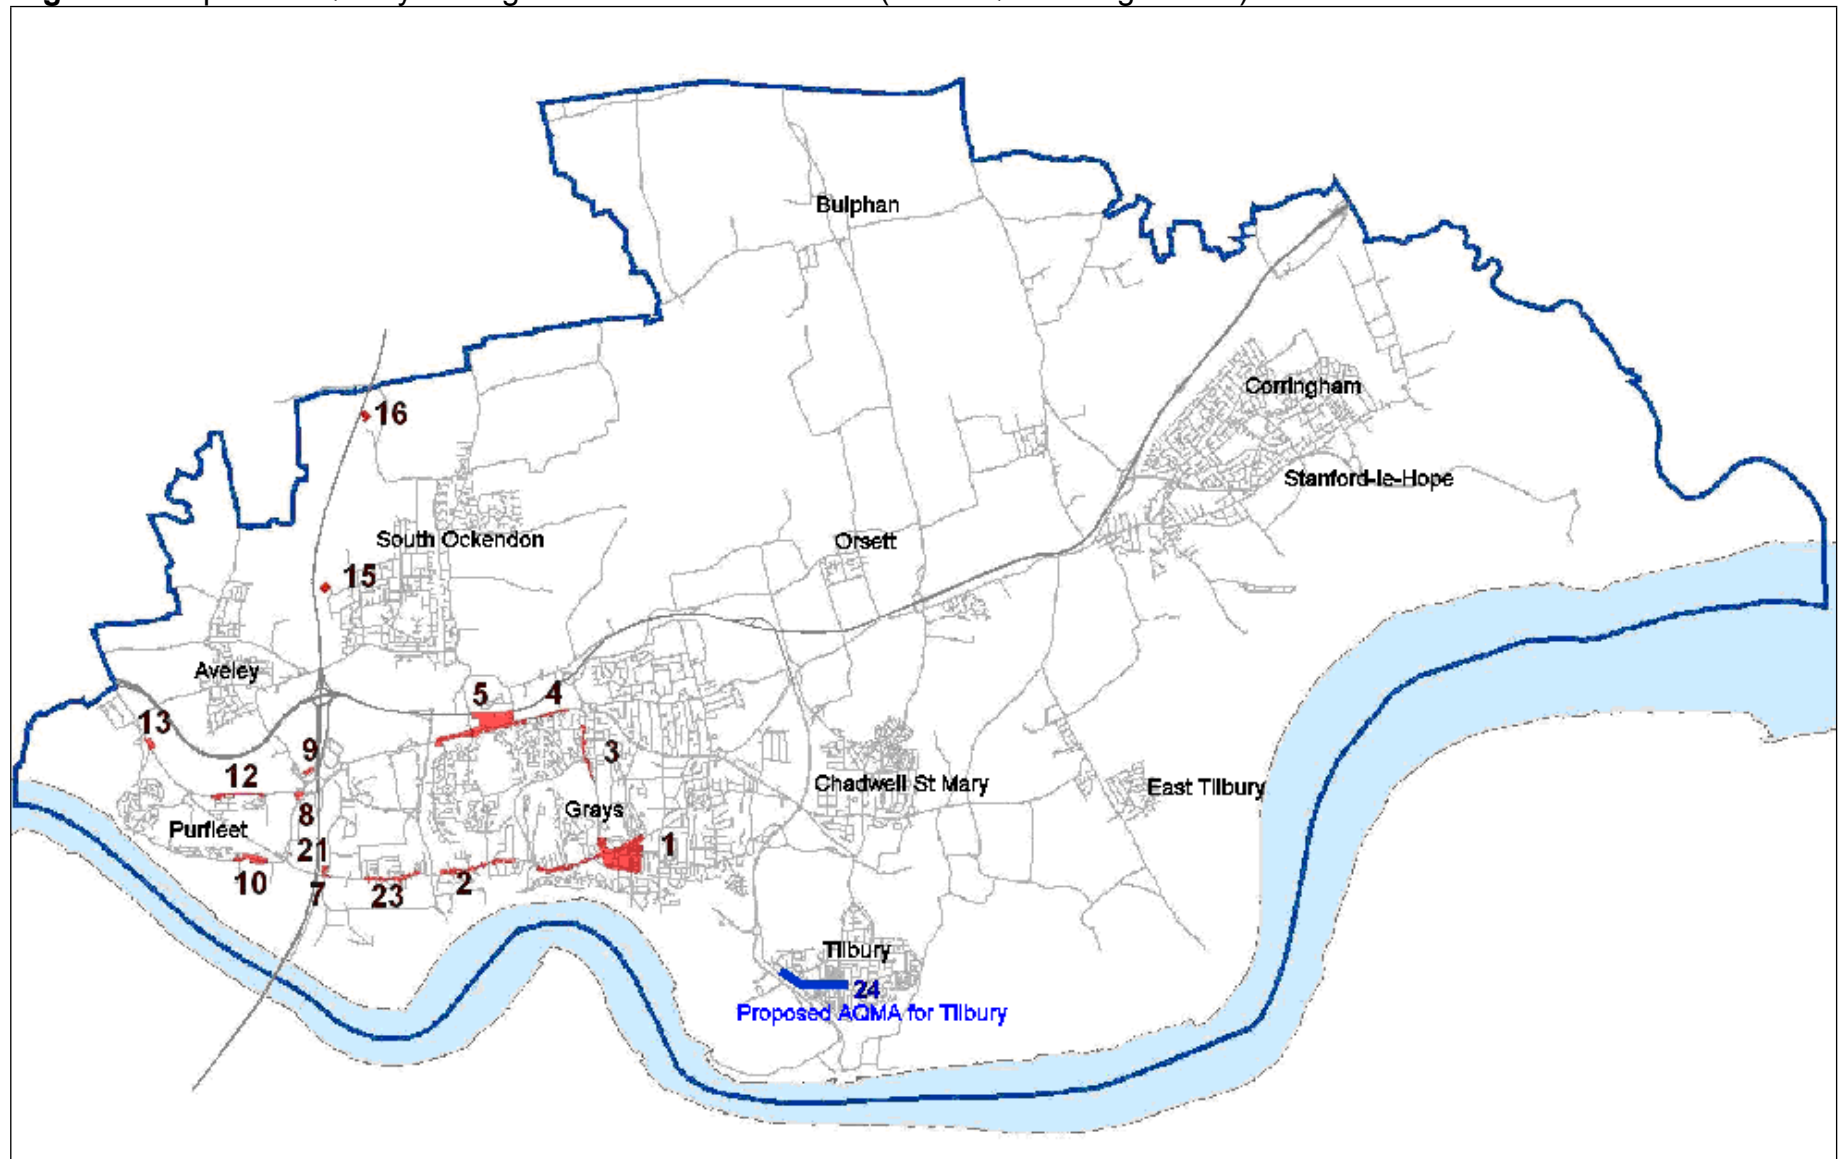 Bulphan
Corringham
16
Stanford-le-Hope
South Ockendon
Orsett
15
Aveley
5
4
13
9
3
12
Chadwell St Mary
East Tilbury
8
Grays
Purfleet
1
21
10
7
23
2
Tilbury
24
Proposed AQMA for Tilbury